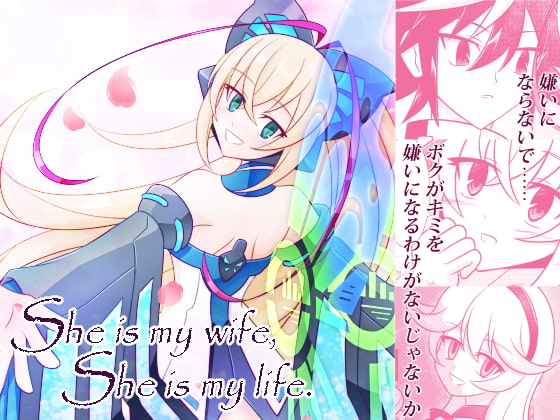 嫌いに
ならないで……
ボクがキミを
嫌いになるわけがないじゃないか
She is my wife,
She is my life.